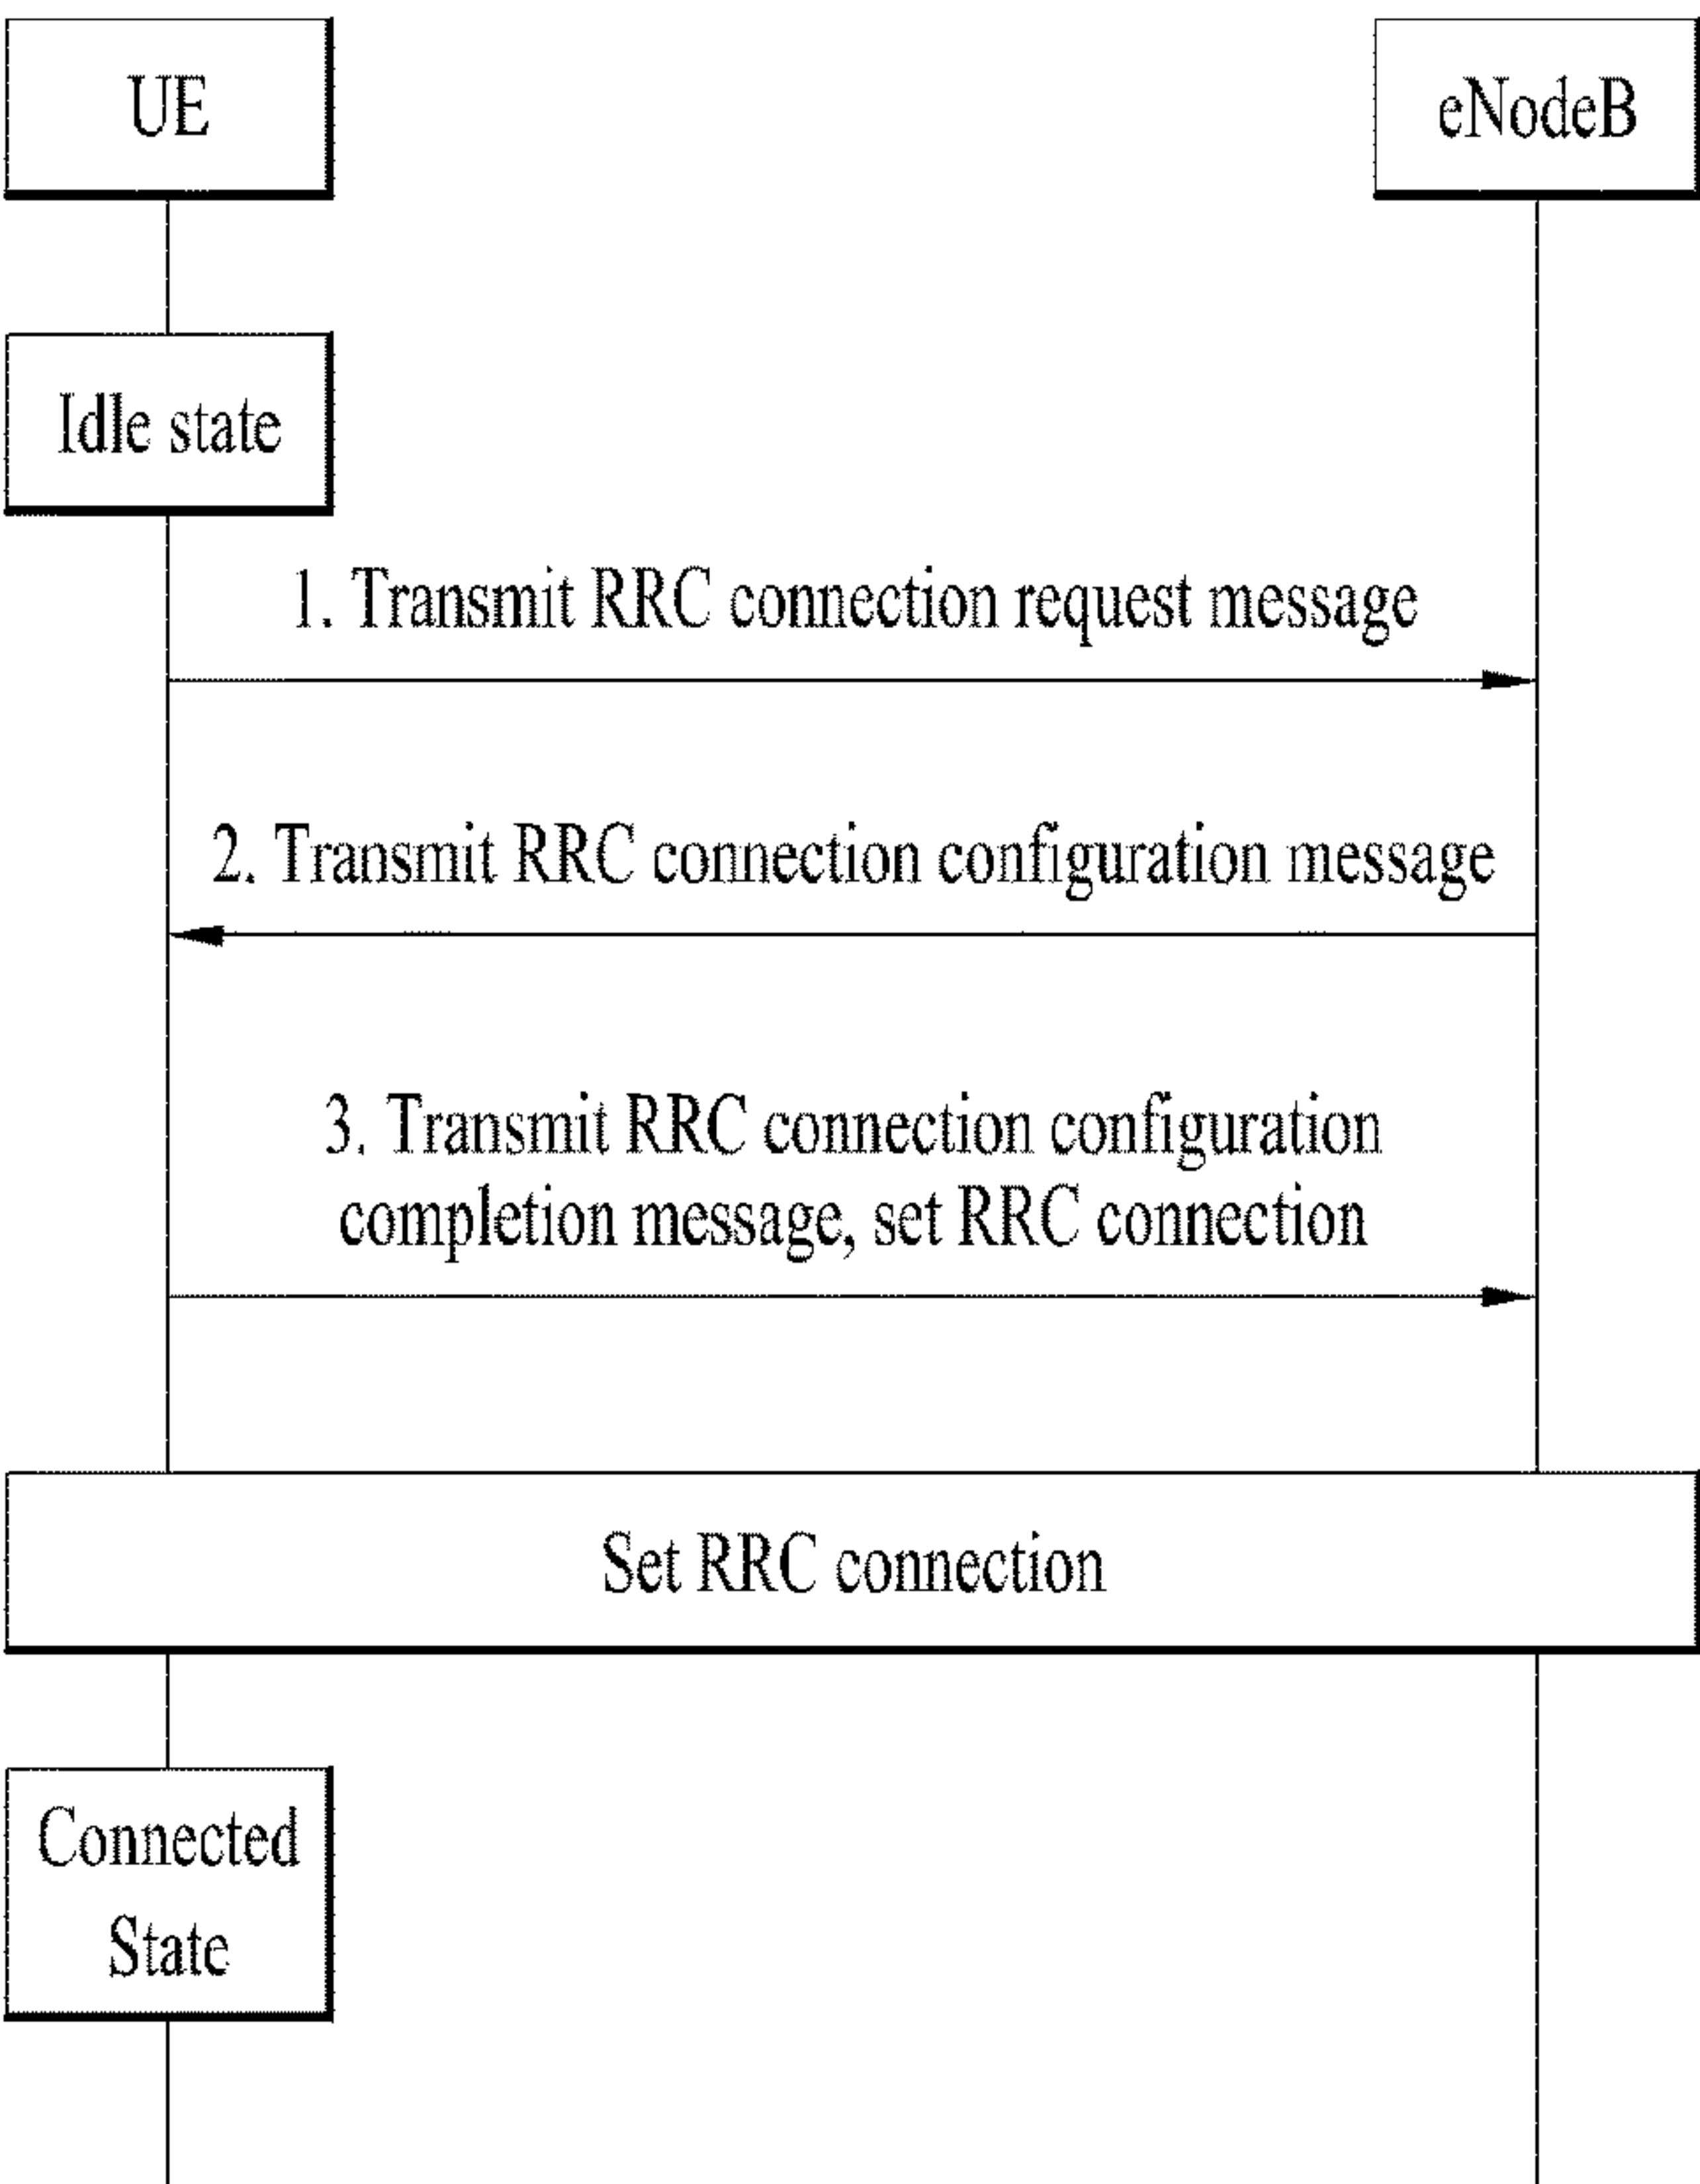 UE
eNodeB
Idle state
1. Transmit RRC connection request message
2. Transmit RRC connection configuration message
3. Transmit RRC connection configuration
completion message, set RRC connection
Set RRC connection
Connected
State